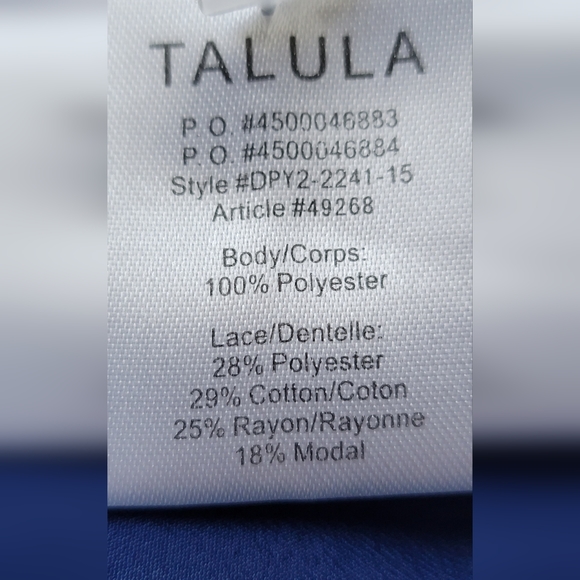 TALULA
P.O. #4500046883
P.O. #4500046884
Style #DPY2-2241-15
Article #49268
Body/Corps:
100% Polyester
Lace/Dentelle:
28% Polyester
29% Cotton/Coton
25% Rayon/Rayonne
18% Modal